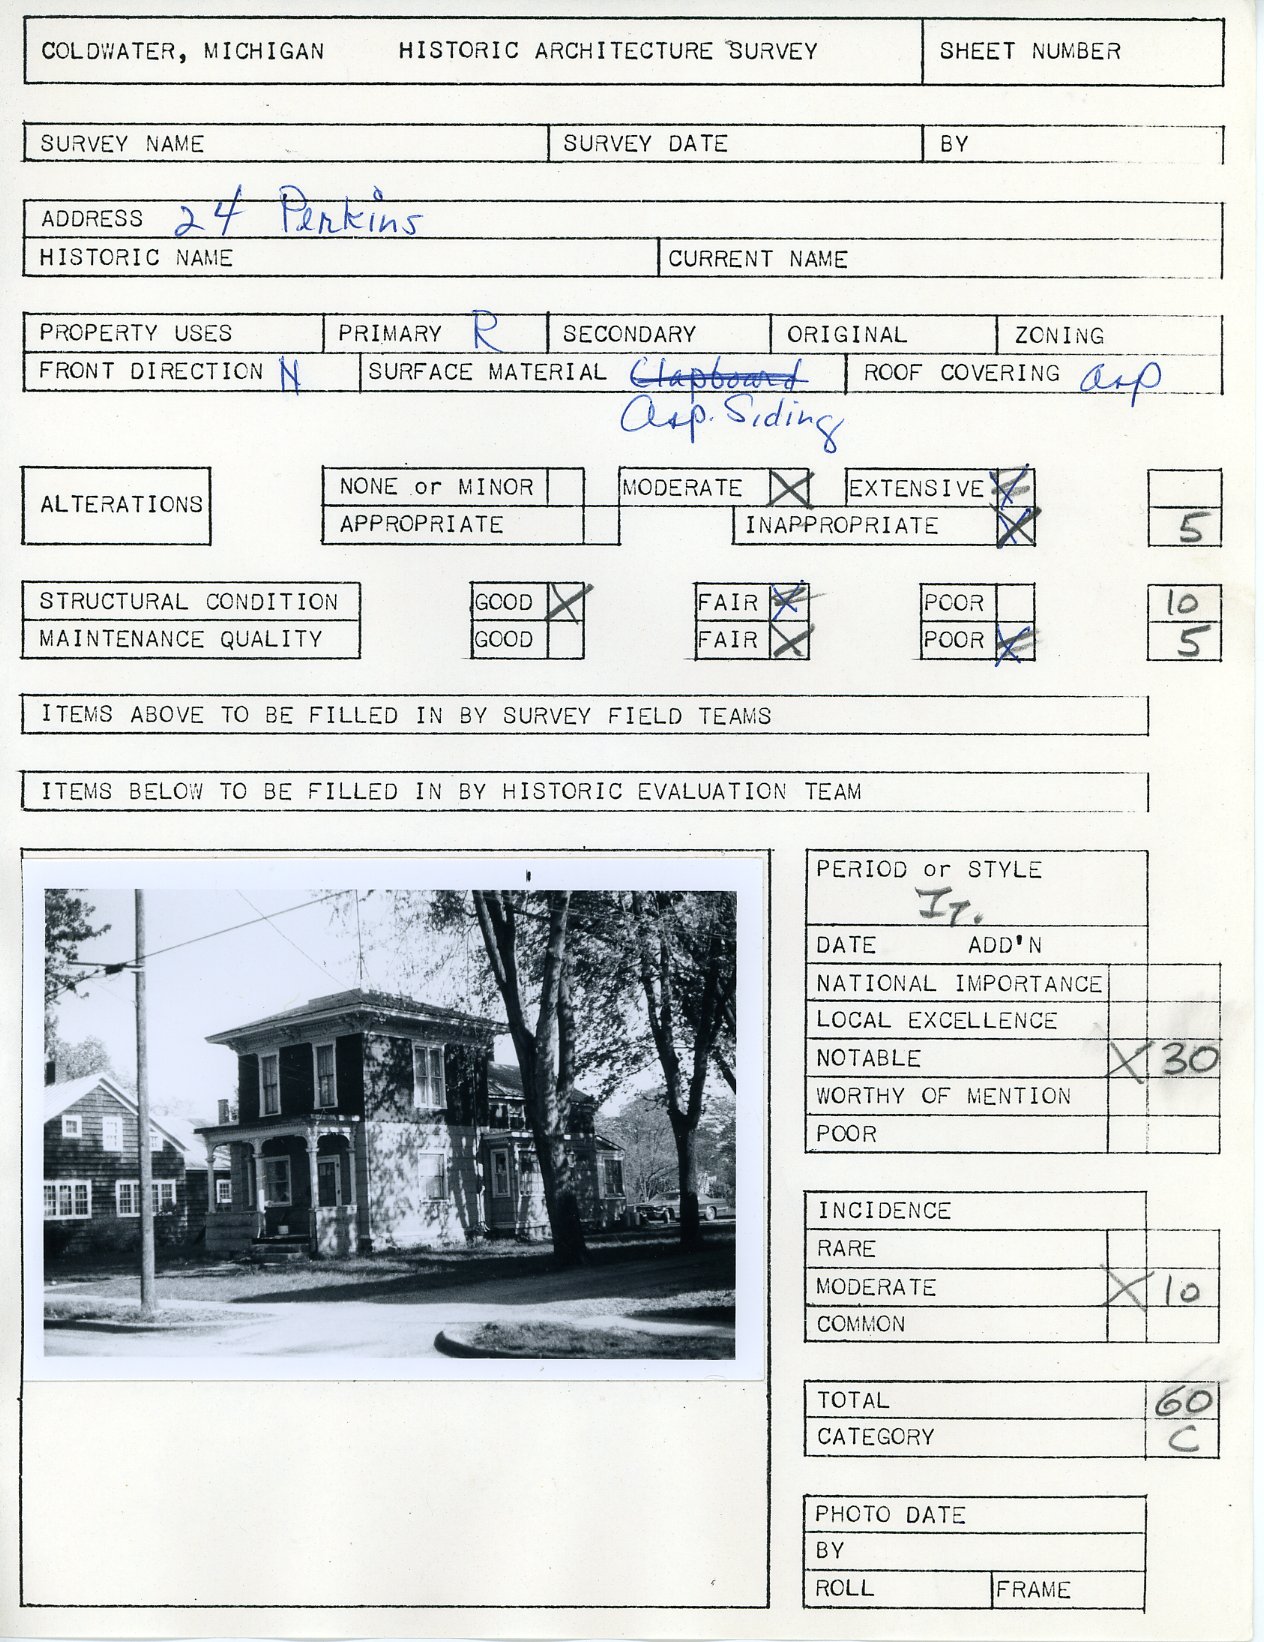 COLDWATER, MICHIGAN HISTORIC ARCHITECTURE SURVEY SHEET NUMBER
SURVEY NAME SURVEY DATE BY
ADDRESS 24 Perkins
HISTORIC NAME CURRENT NAME
PROPERTY USES PRIMARY R SECONDARY ORIGINAL ZONING
FRONT DIRECTION N SURFACE MATERIAL Clapboard ROOF COVERING asp
Asp. Siding
ALTERATIONS
NONE or MINOR MODERATE X EXTENSIVE X
APPROPRIATE INAPPROPRIATE X 5
STRUCTURAL CONDITION GOOD X FAIR X POOR 10
MAINTENANCE QUALITY GOOD FAIR X POOR X 5
ITEMS ABOVE TO BE FILLED IN BY SURVEY FIELD TEAMS
ITEMS BELOW TO BE FILLED IN BY HISTORIC EVALUATION TEAM
PERIOD or STYLE
IT.
DATE ADD'N
NATIONAL IMPORTANCE
LOCAL EXCELLENCE
NOTABLE X 30
WORTHY OF MENTION
POOR
INCIDENCE
RARE
MODERATE X 10
COMMON
TOTAL 60
CATEGORY C
PHOTO DATE
BY
ROLL FRAME